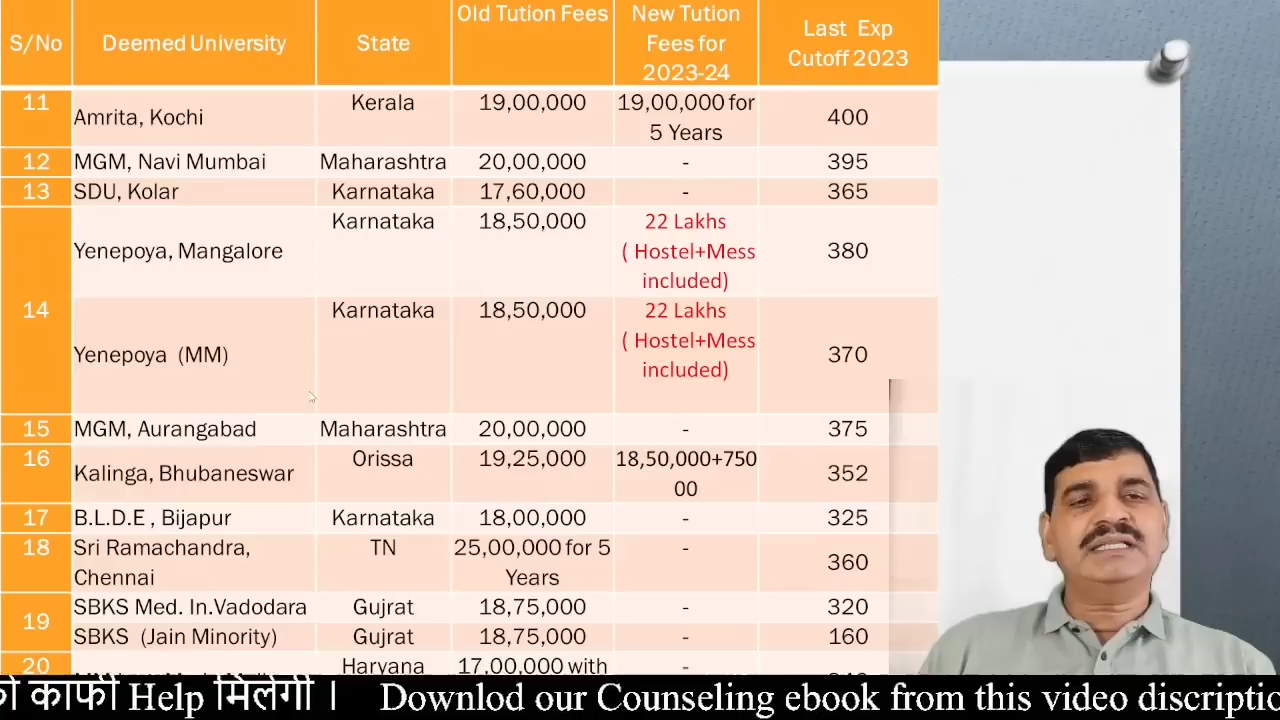 S/No Deemed University State Old Tution Fees New Tution Fees for 2023-24 Last Exp Cutoff 2023
11 Amrita, Kochi Kerala 19,00,000 19,00,000 for 5 Years 400
12 MGM, Navi Mumbai Maharashtra 20,00,000 - 395
13 SDU, Kolar Karnataka 17,60,000 - 365
14 Yenepoya, Mangalore Karnataka 18,50,000 22 Lakhs ( Hostel+Mess included) 380
Yenepoya (MM) Karnataka 18,50,000 22 Lakhs ( Hostel+Mess included) 370
15 MGM, Aurangabad Maharashtra 20,00,000 - 375
16 Kalinga, Bhubaneswar Orissa 19,25,000 18,50,000+75000 352
17 B.L.D.E , Bijapur Karnataka 18,00,000 - 325
18 Sri Ramachandra, Chennai TN 25,00,000 for 5 Years - 360
19 SBKS Med. In.Vadodara Gujrat 18,75,000 - 320
SBKS (Jain Minority) Gujrat 18,75,000 - 160
20 Haryana 17,00,000 with -
काफी Help मिलेगी । Downlod our Counseling ebook from this video discriptio